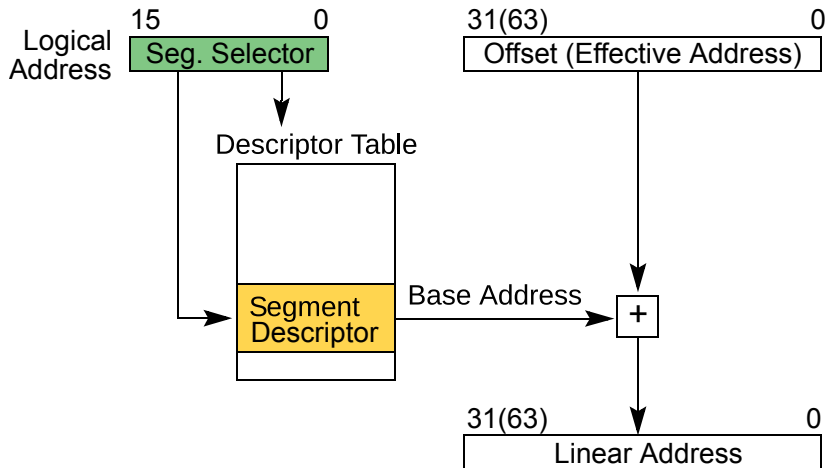 15 0 31(63) 0
Logical Address
Seg. Selector
Offset (Effective Address)
Descriptor Table
Segment
Descriptor
Base Address
+
31(63) 0
Linear Address